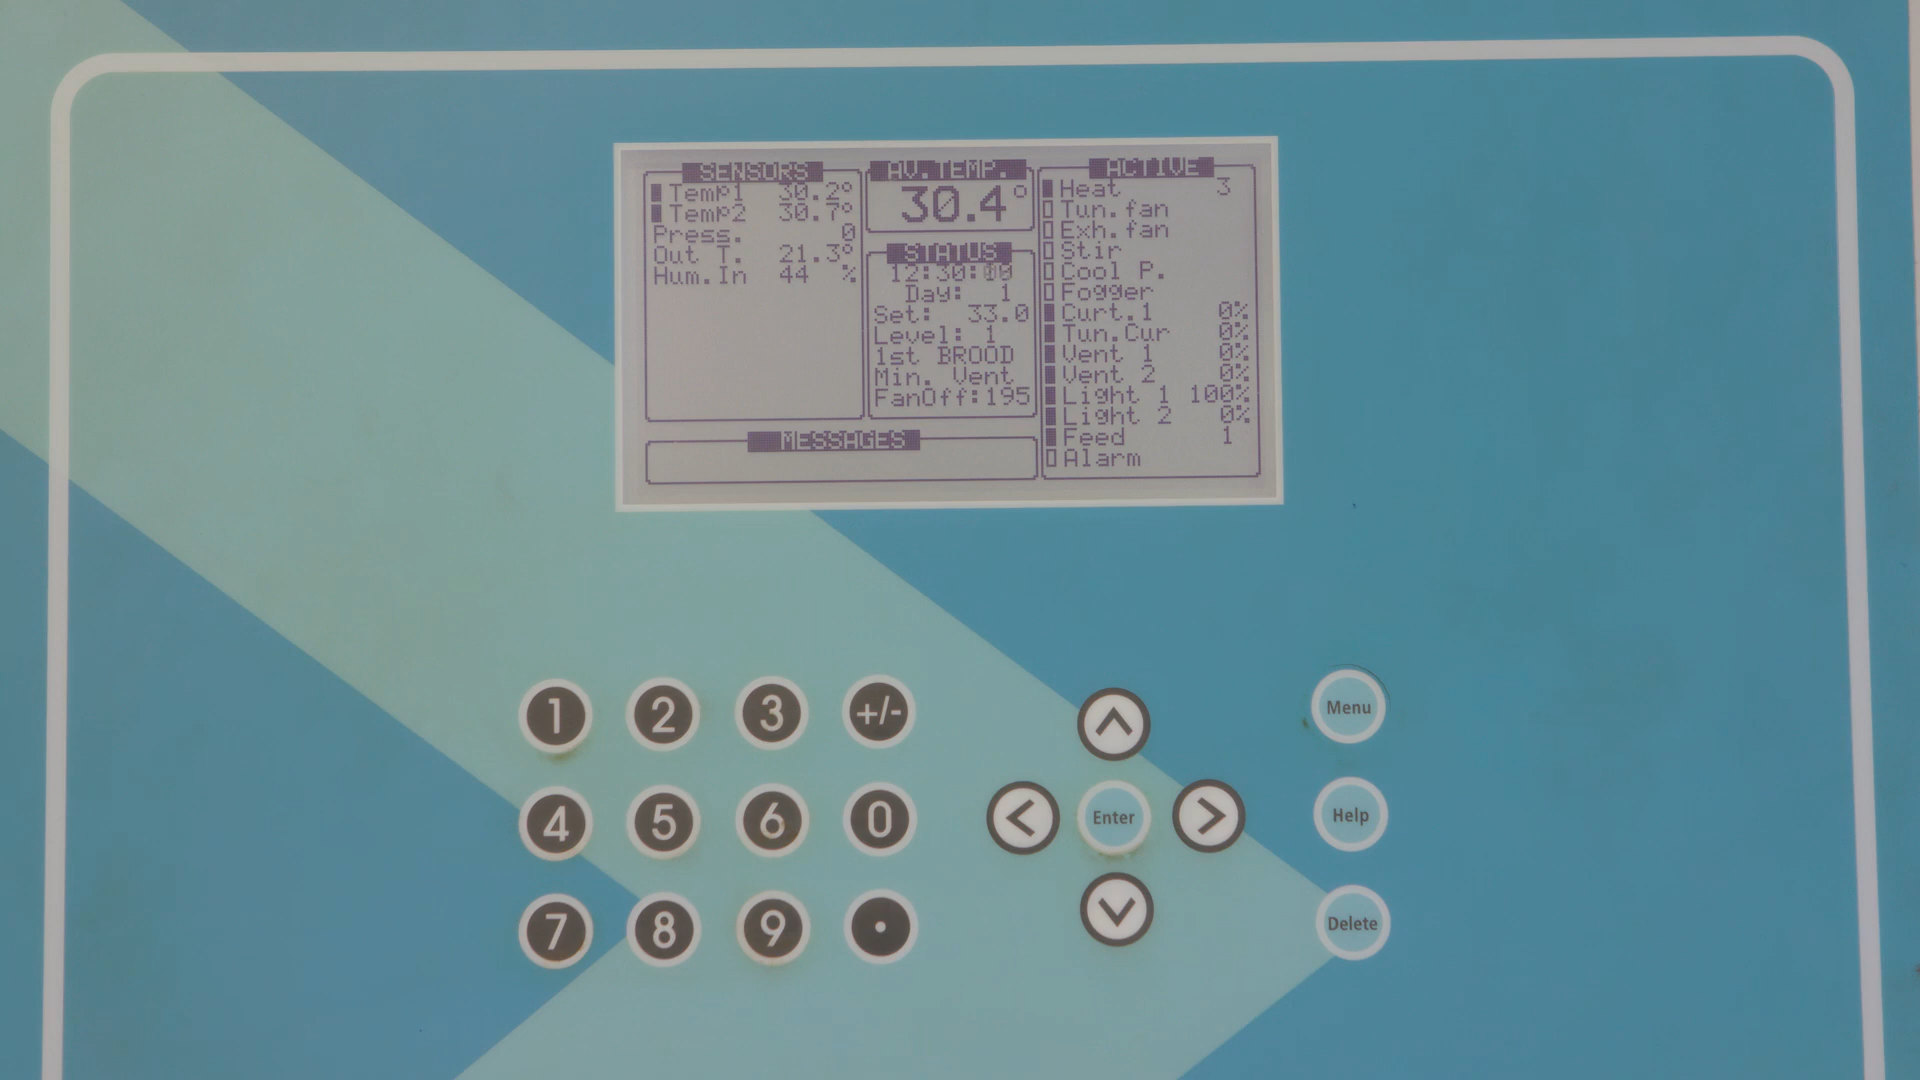 SENSORS
Temp1 30.2°
Temp2 30.7°
Press. 0
Out T. 21.3°
Hum.In 44 %
AV.TEMP.
30.4°
STATUS
12:30:00
Day: 1
Set: 33.0
Level: 1
1st BROOD
Min. Vent
FanOff:195
ACTIVE
Heat 3
Tun.fan
Exh.fan
Stir
Cool P.
Fogger
Curt.1 0%
Tun.Cur 0%
Vent 1 0%
Vent 2 0%
Light 1 100%
Light 2 0%
Feed 1
Alarm
MESSAGES
1 2 3 +/-
4 5 6 0
7 8 9 •
Enter
Menu
Help
Delete